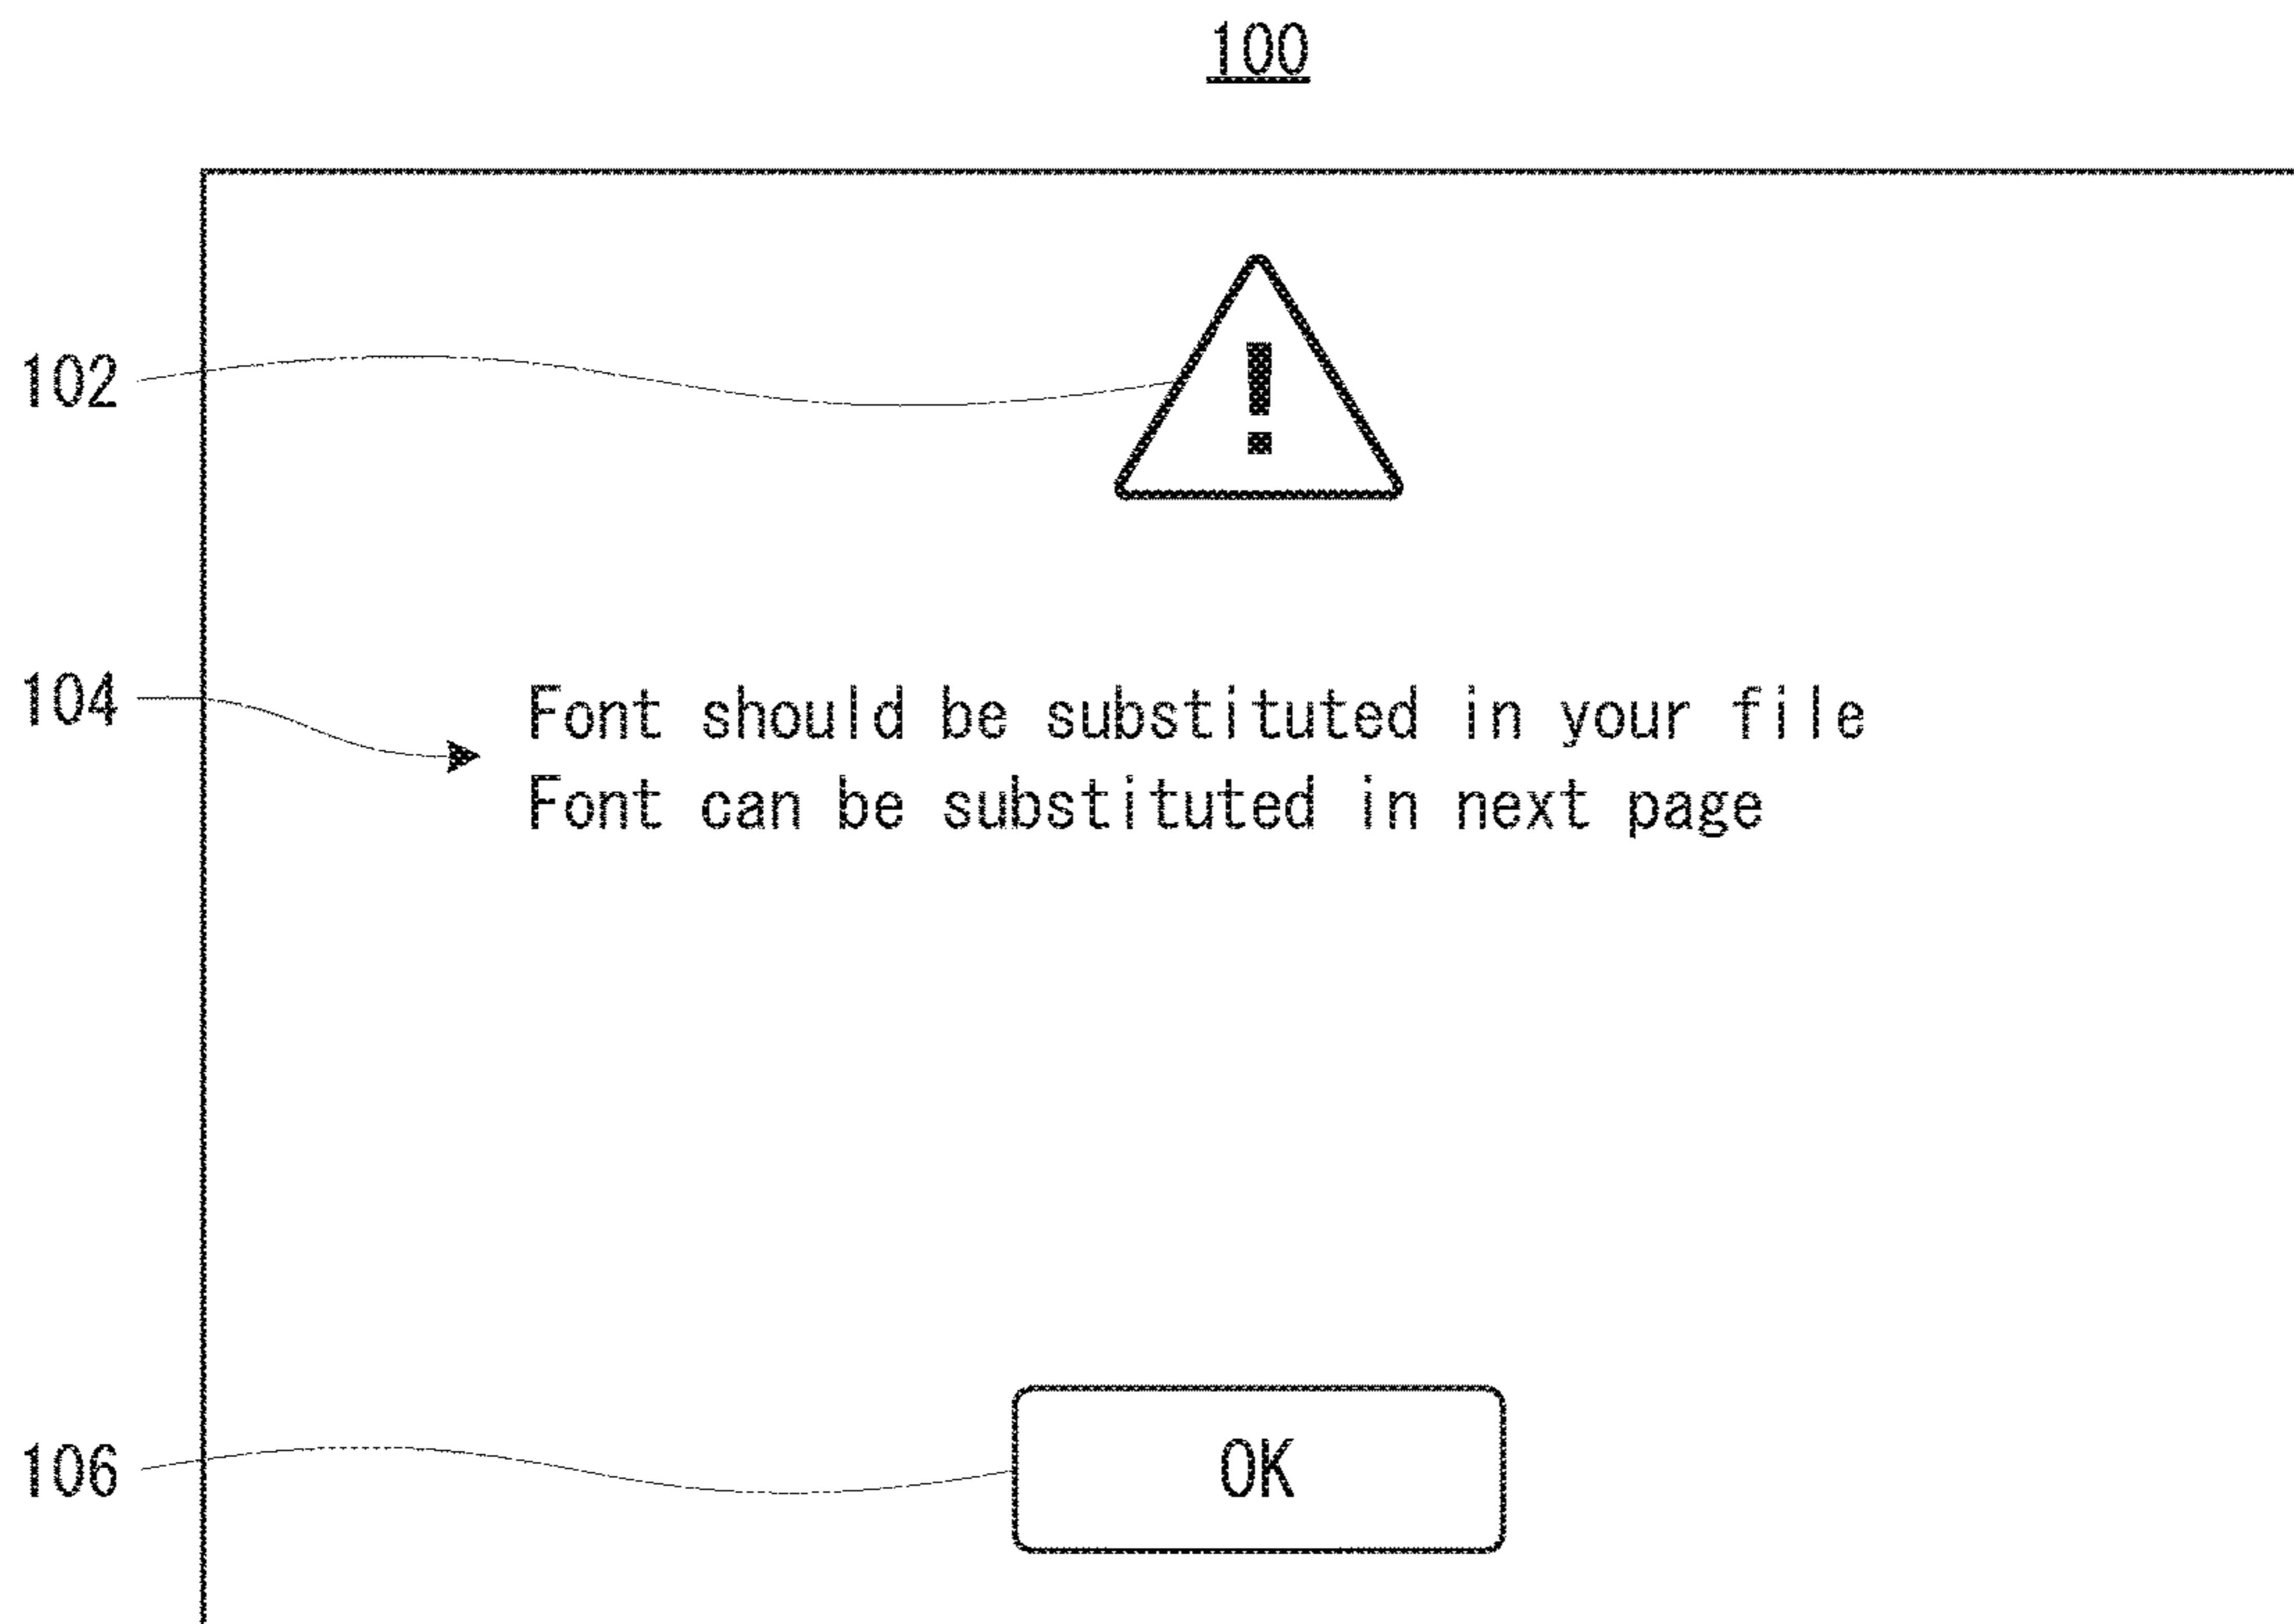 100
102
!
104
Font should be substituted in your file
Font can be substituted in next page
106
OK